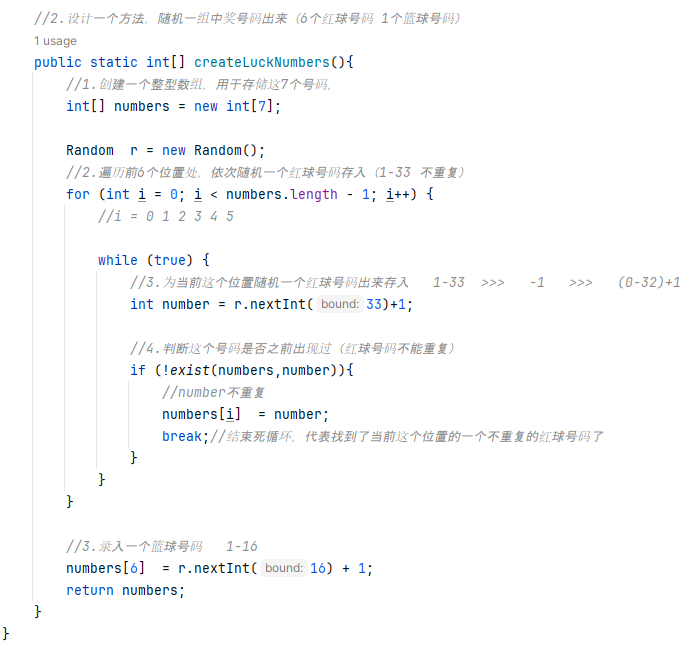 //2.设计一个方法，随机一组中奖号码出来（6个红球号码 1个篮球号码）
1 usage
public static int[] createLuckNumbers(){
//1.创建一个整型数组，用于存储这7个号码，
int[] numbers = new int[7];
Random  r = new Random();
//2.遍历前6个位置处，依次随机一个红球号码存入（1-33 不重复）
for (int i = 0; i < numbers.length - 1; i++) {
//i = 0 1 2 3 4 5
while (true) {
//3.为当前这个位置随机一个红球号码出来存入   1-33  >>>   -1   >>>   (0-32)+1
int number = r.nextInt( bound: 33)+1;
//4.判断这个号码是否之前出现过（红球号码不能重复）
if (!exist(numbers,number)){
//number不重复
numbers[i]  = number;
break;//结束死循环，代表找到了当前这个位置的一个不重复的红球号码了
}
}
}
//3.录入一个篮球号码   1-16
numbers[6]  = r.nextInt( bound: 16) + 1;
return numbers;
}
}